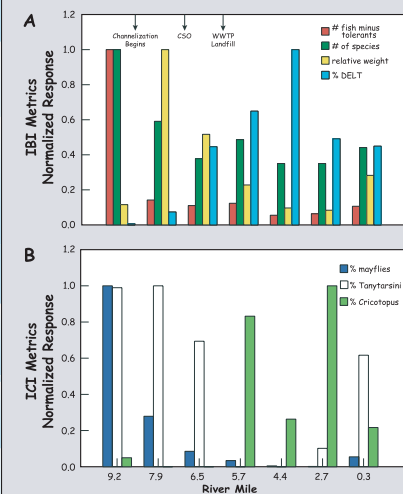 A
1.2
1.0
0.8
0.6
0.4
0.2
0.0
IBI Metrics
Normalized Response
Channelization
Begins
CSO
WWTP
Landfill
# fish minus
tolerants
# of species
relative weight
% DELT
B
1.2
1.0
0.8
0.6
0.4
0.2
0.0
ICI Metrics
Normalized Response
% mayflies
% Tanytarsini
% Cricotopus
9.2 7.9 6.5 5.7 4.4 2.7 0.3
River Mile